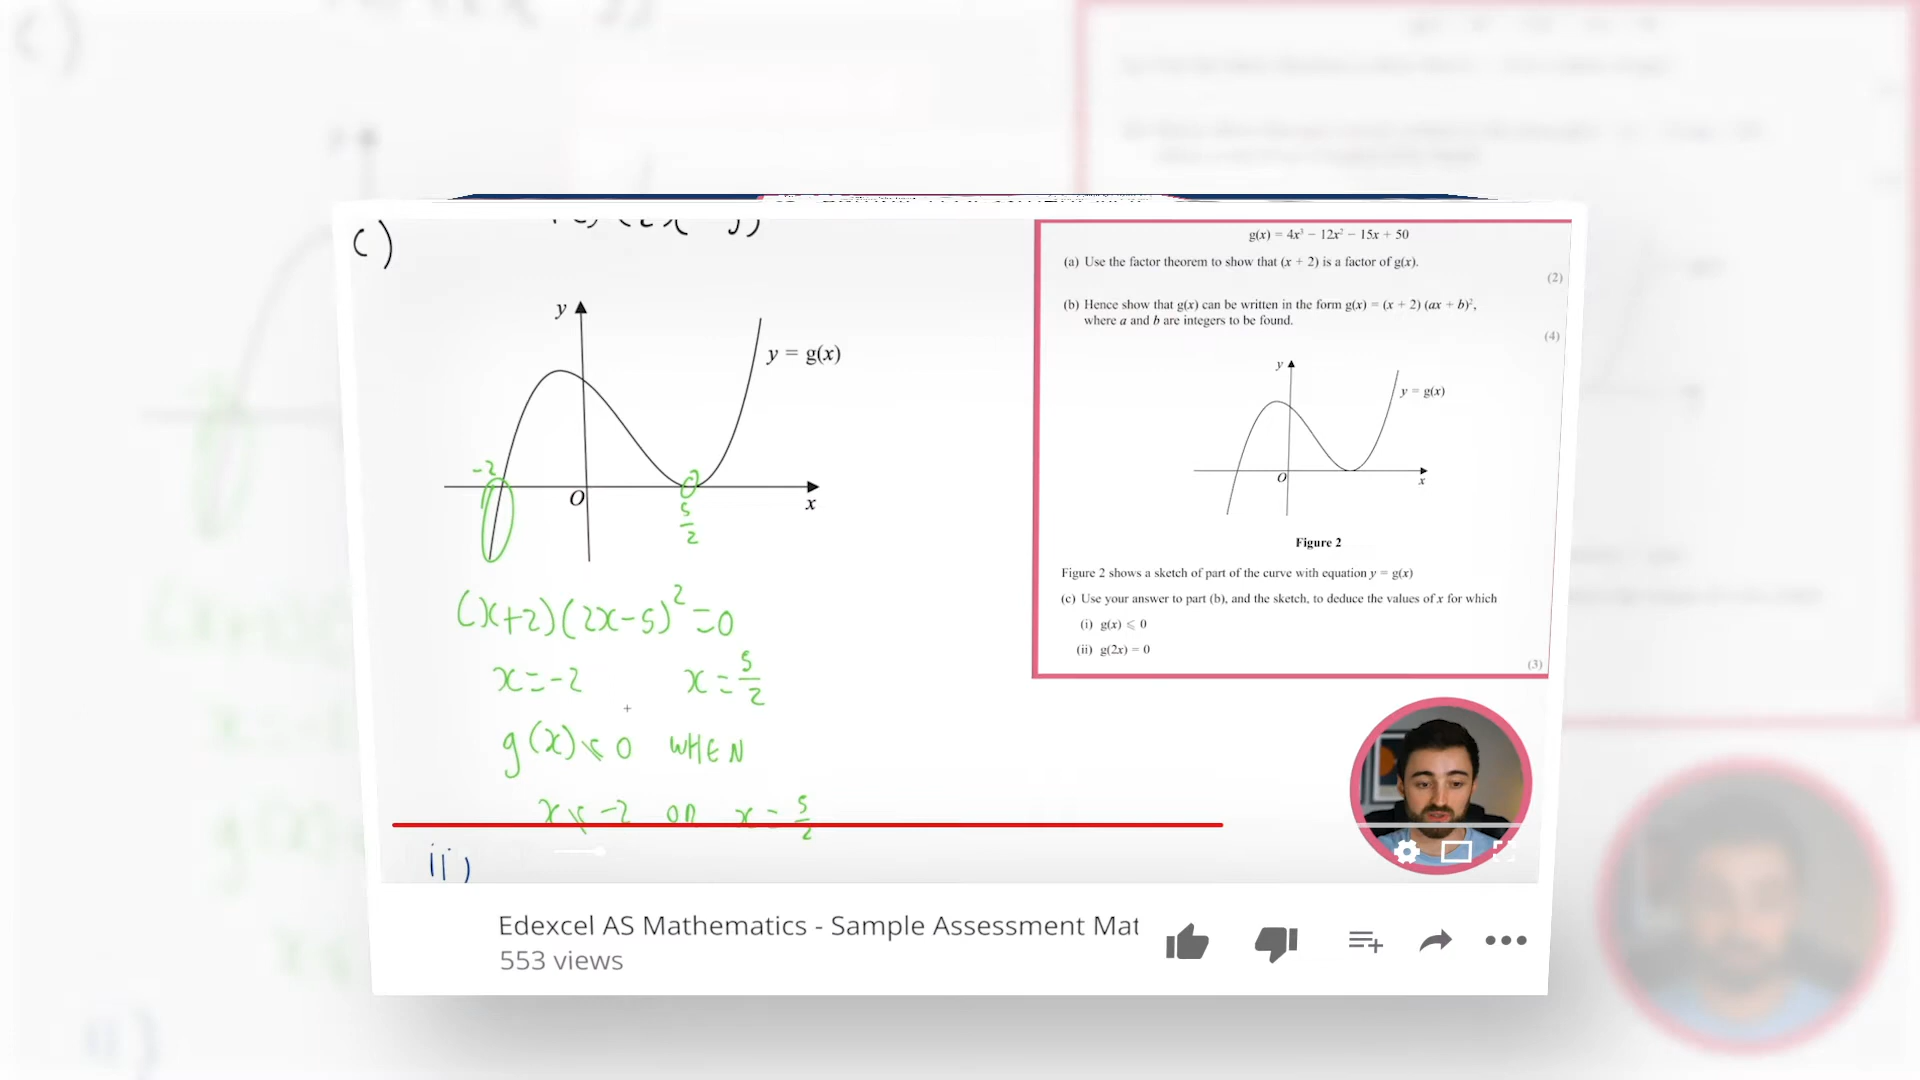 c)
y
y = g(x)
-2
O
x
5/2
(x+2)(2x-5)²=0
x=-2 x=5/2
g(x)⩽0 WHEN
x⩽-2 OR x=5/2
ii)
g(x) = 4x³ − 12x² − 15x + 50
(a) Use the factor theorem to show that (x + 2) is a factor of g(x).
(2)
(b) Hence show that g(x) can be written in the form g(x) = (x + 2) (ax + b)²,
where a and b are integers to be found.
(4)
y
y = g(x)
O
x
Figure 2
Figure 2 shows a sketch of part of the curve with equation y = g(x)
(c) Use your answer to part (b), and the sketch, to deduce the values of x for which
(i) g(x) ⩽ 0
(ii) g(2x) = 0
(3)
Edexcel AS Mathematics - Sample Assessment Mat
553 views